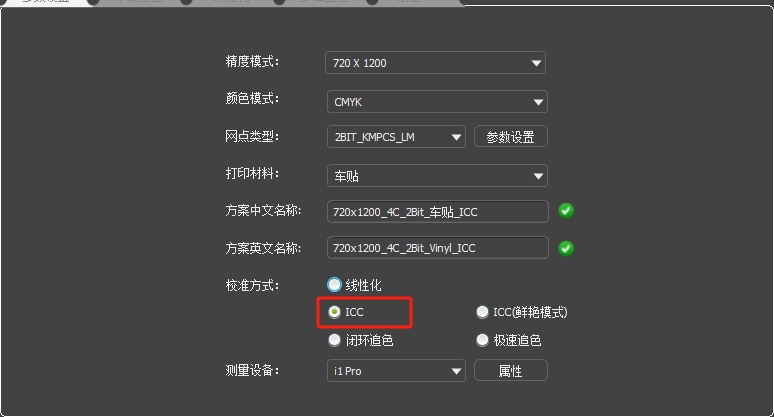 精度模式: 720 X 1200
颜色模式: CMYK
网点类型: 2BIT_KMPCS_LM 参数设置
打印材料: 车贴
方案中文名称: 720x1200_4C_2Bit_车贴_ICC
方案英文名称: 720x1200_4C_2Bit_Vinyl_ICC
校准方式: 线性化
ICC ICC(鲜艳模式)
闭环追色 极速追色
测量设备: i1Pro 属性